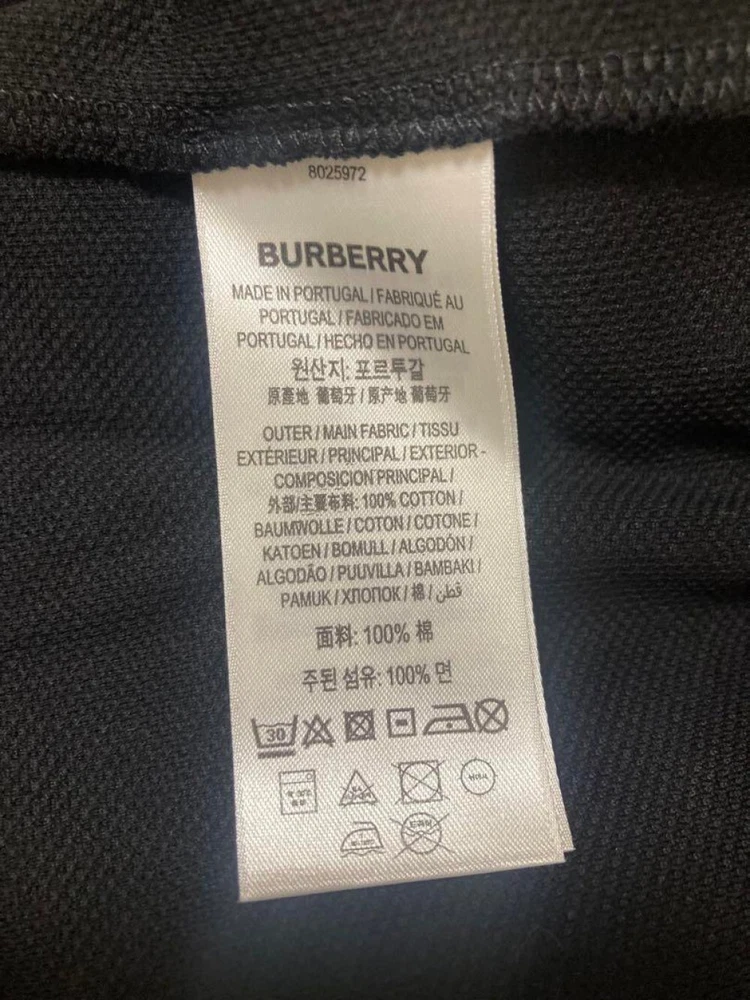 8025972
BURBERRY
MADE IN PORTUGAL / FABRIQUÉ AU
PORTUGAL / FABRICADO EM
PORTUGAL / HECHO EN PORTUGAL
원산지: 포르투갈
原產地 葡萄牙 / 原产地 葡萄牙
OUTER / MAIN FABRIC / TISSU
EXTÉRIEUR / PRINCIPAL / EXTERIOR -
COMPOSICION PRINCIPAL /
外部/主要布料: 100% COTTON /
BAUMWOLLE / COTON / COTONE /
KATOEN / BOMULL / ALGODÓN /
ALGODÃO / PUUVILLA / BAMBAKI /
PAMUK / ХЛОПОК / 棉 / قطن
面料: 100% 棉
주된 섬유: 100% 면
30